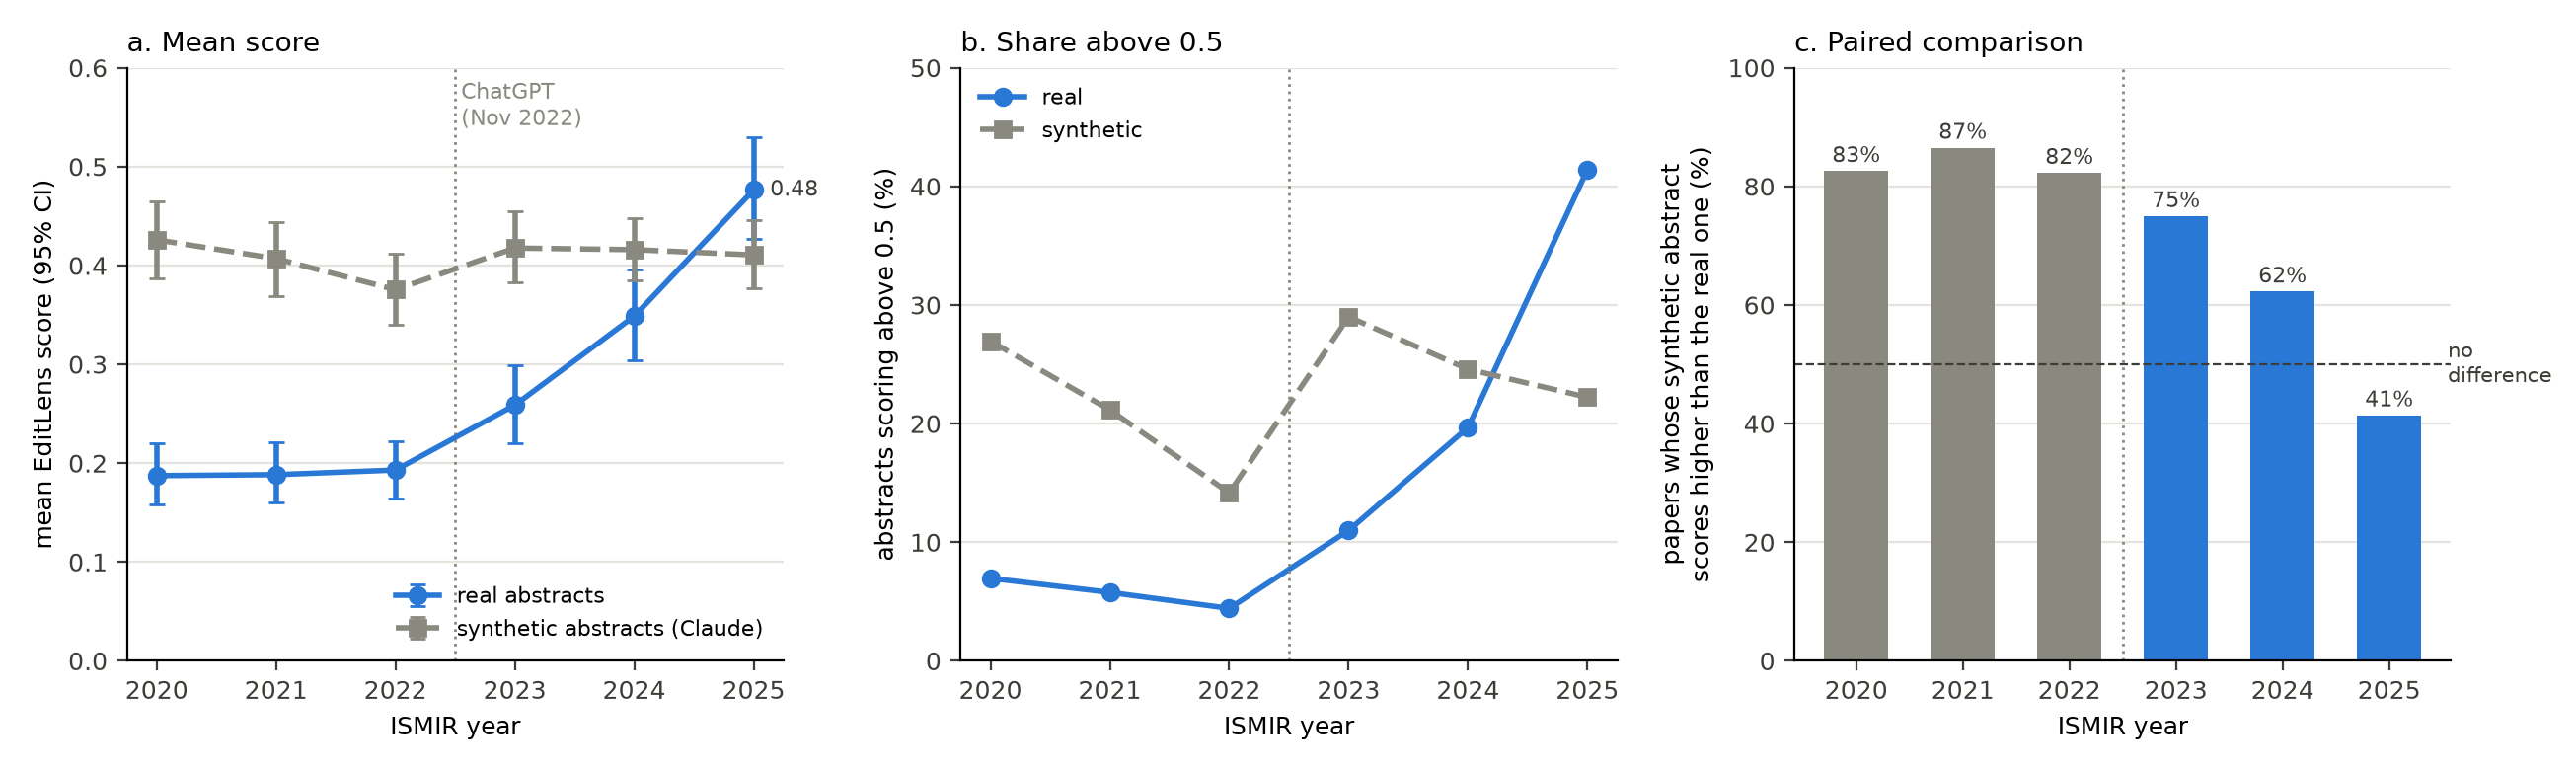 a. Mean score
mean EditLens score (95% CI)
0.6
0.5
0.4
0.3
0.2
0.1
0.0
ChatGPT
(Nov 2022)
0.48
real abstracts
synthetic abstracts (Claude)
2020 2021 2022 2023 2024 2025
ISMIR year
b. Share above 0.5
abstracts scoring above 0.5 (%)
50
40
30
20
10
0
real
synthetic
2020 2021 2022 2023 2024 2025
ISMIR year
c. Paired comparison
papers whose synthetic abstract
scores higher than the real one (%)
100
80
60
40
20
0
83%
87%
82%
75%
62%
41%
no
difference
2020 2021 2022 2023 2024 2025
ISMIR year